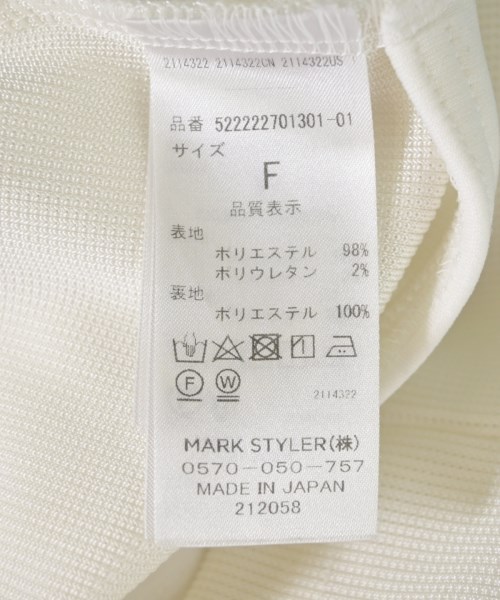 2114322 2114322CN 2114322US
品番 522222701301-01
サイズ
F
品質表示
表地
ポリエステル 98%
ポリウレタン 2%
裏地
ポリエステル 100%
F W
2114322
MARK STYLER(株)
0570-050-757
MADE IN JAPAN
212058